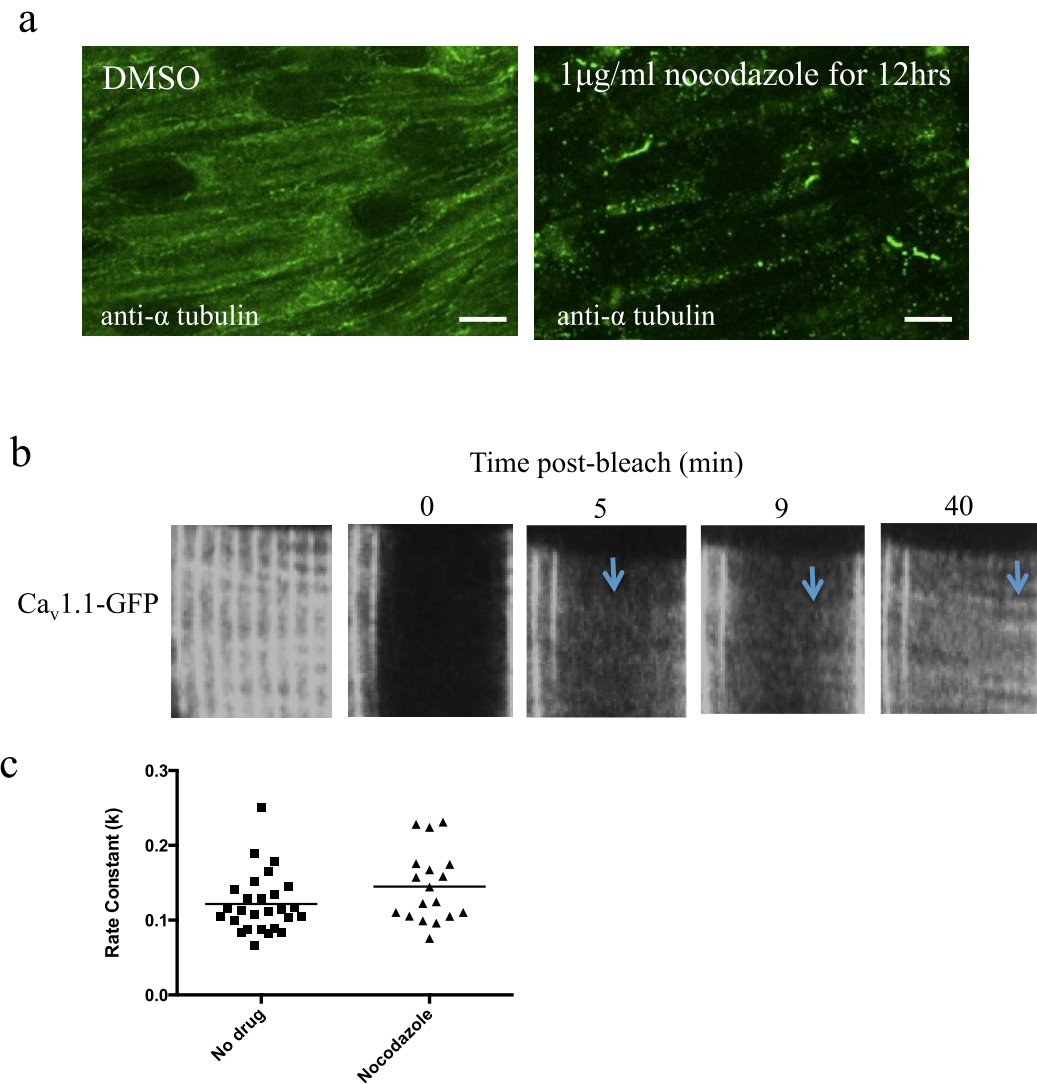 a
DMSO
1μg/ml nocodazole for 12hrs
anti-α tubulin
anti-α tubulin
b
Time post-bleach (min)
0
5
9
40
Cav1.1-GFP
c
0.3
0.2
0.1
0.0
Rate Constant (k)
No drug
Nocodazole